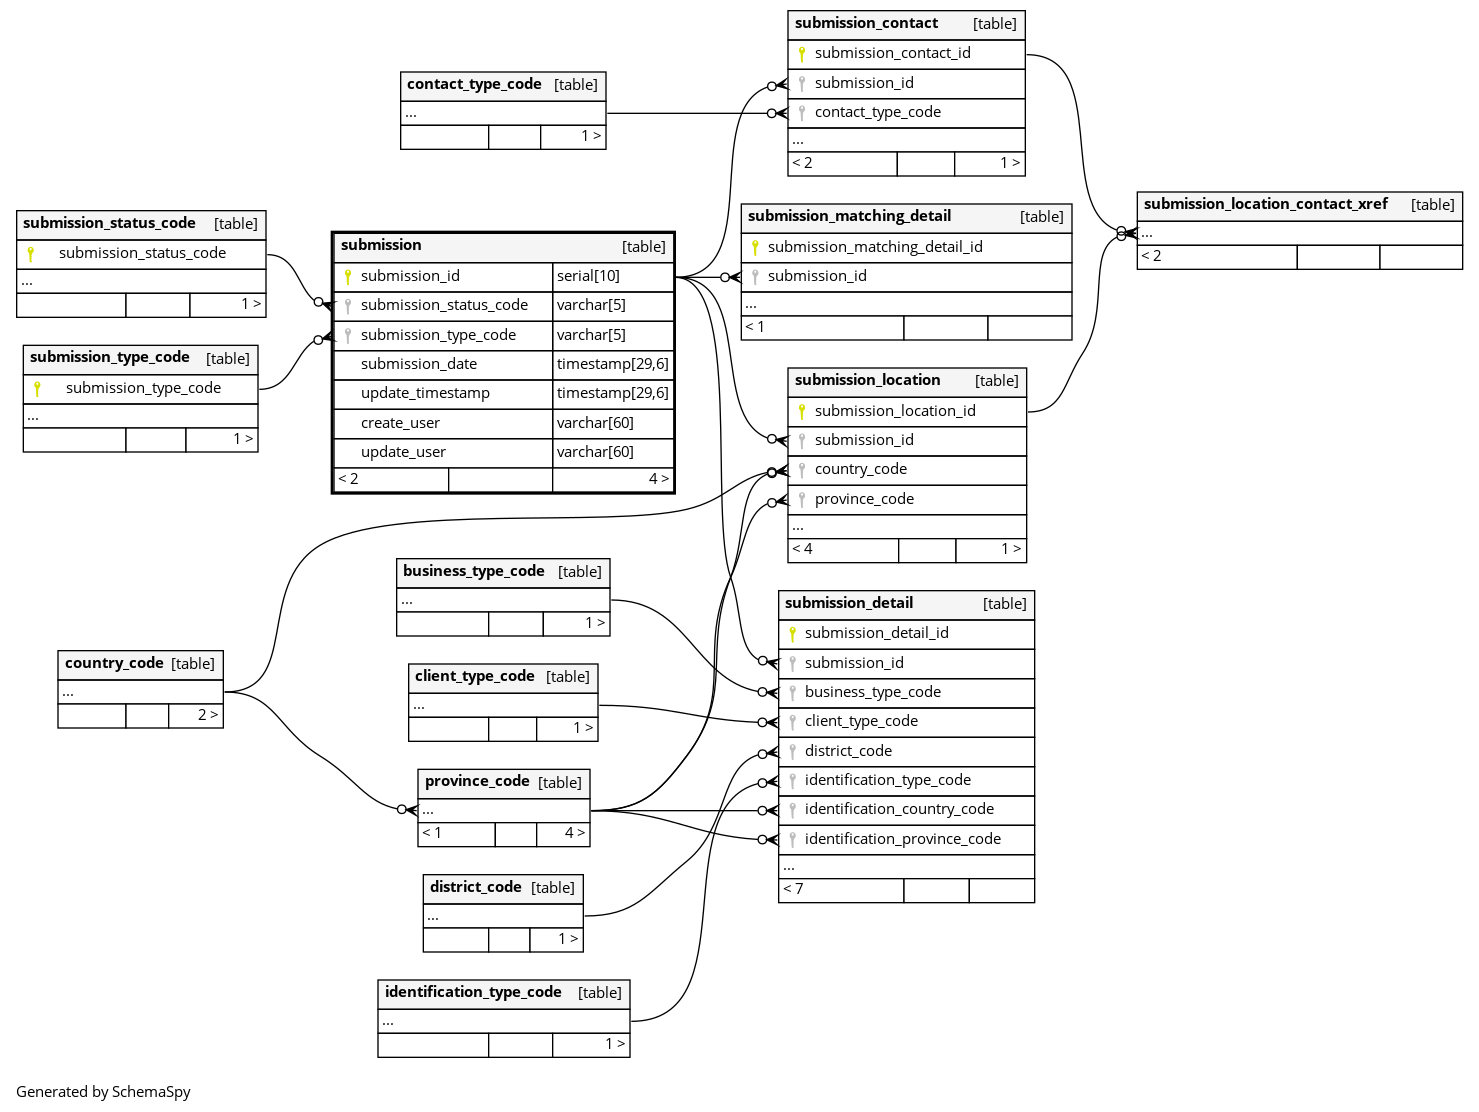 submission_contact [table]
submission_contact_id
submission_id
contact_type_code
...
< 2 1 >
contact_type_code [table]
...
1 >
submission_location_contact_xref [table]
...
< 2
submission_status_code [table]
submission_status_code
...
1 >
submission_matching_detail [table]
submission_matching_detail_id
submission_id
...
< 1
submission [table]
submission_id serial[10]
submission_status_code varchar[5]
submission_type_code varchar[5]
submission_date timestamp[29,6]
update_timestamp timestamp[29,6]
create_user varchar[60]
update_user varchar[60]
< 2 4 >
submission_type_code [table]
submission_type_code
...
1 >
submission_location [table]
submission_location_id
submission_id
country_code
province_code
...
< 4 1 >
business_type_code [table]
...
1 >
submission_detail [table]
submission_detail_id
submission_id
business_type_code
client_type_code
district_code
identification_type_code
identification_country_code
identification_province_code
...
< 7
country_code [table]
...
2 >
client_type_code [table]
...
1 >
province_code [table]
...
< 1 4 >
district_code [table]
...
1 >
identification_type_code [table]
...
1 >
Generated by SchemaSpy